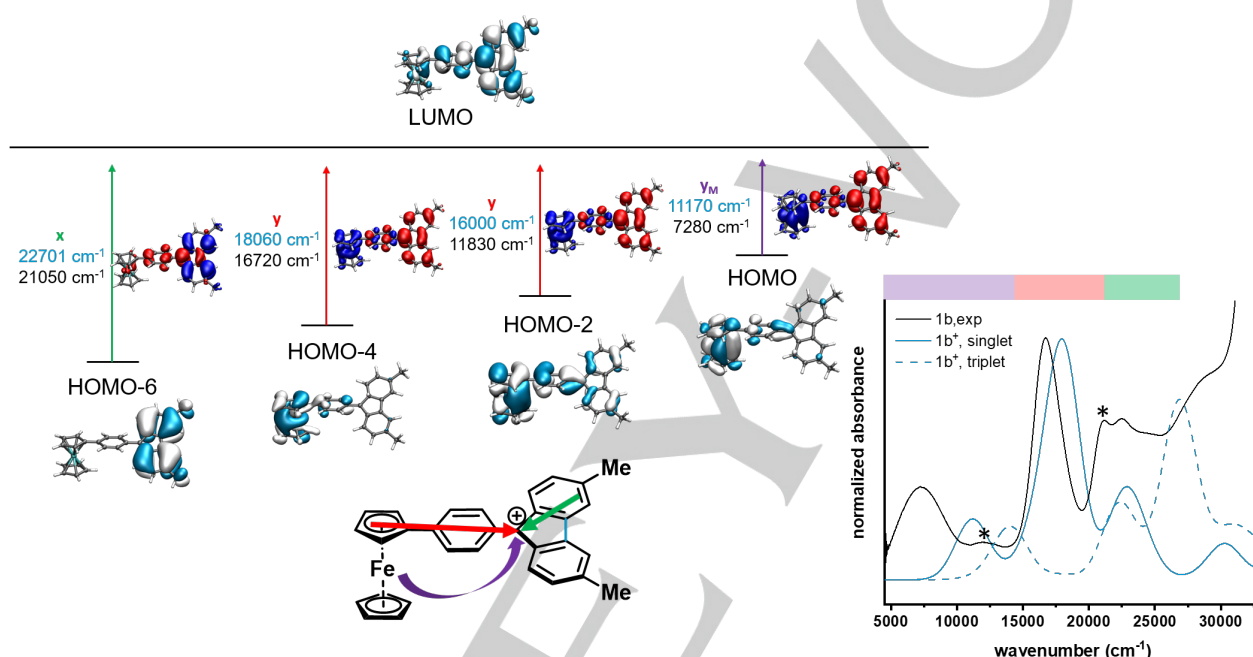 LUMO
x
22701 cm-1
21050 cm-1
y
18060 cm-1
16720 cm-1
y
16000 cm-1
11830 cm-1
yM
11170 cm-1
7280 cm-1
HOMO
HOMO-2
HOMO-4
HOMO-6
Me
+
Fe
Me
1b,exp
1b+, singlet
1b+, triplet
*
*
normalized absorbance
5000 10000 15000 20000 25000 30000
wavenumber (cm-1)